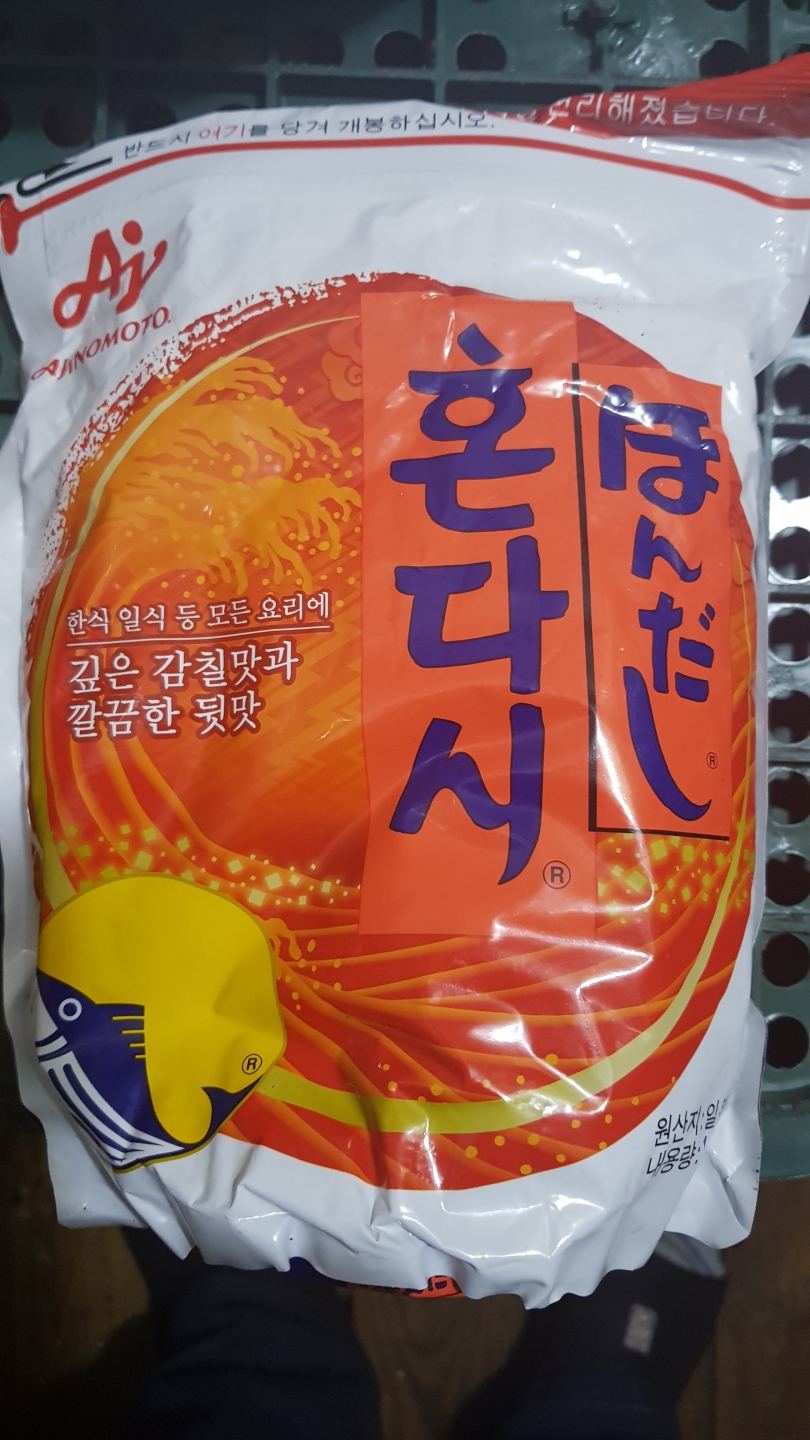 반드시 여기를 당겨 개봉하십시오.
리해졌습니다.
Aj
AJINOMOTO
혼다시
®
ほんだし
®
한식 일식 등 모든 요리에
깊은 감칠맛과
깔끔한 뒷맛
®
원산지:일
내용량: